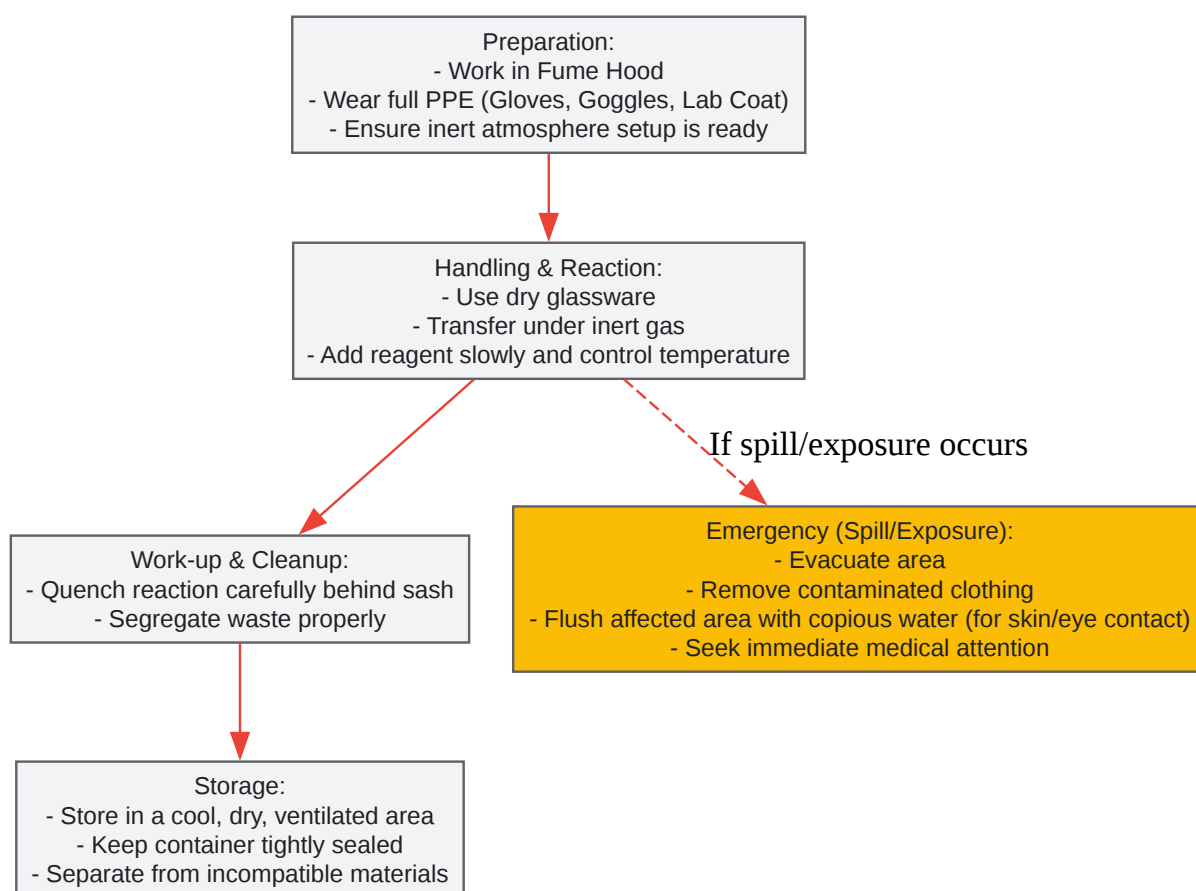 Preparation:
- Work in Fume Hood
- Wear full PPE (Gloves, Goggles, Lab Coat)
- Ensure inert atmosphere setup is ready
Handling & Reaction:
- Use dry glassware
- Transfer under inert gas
- Add reagent slowly and control temperature
If spill/exposure occurs
Emergency (Spill/Exposure):
- Evacuate area
- Remove contaminated clothing
- Flush affected area with copious water (for skin/eye contact)
- Seek immediate medical attention
Work-up & Cleanup:
- Quench reaction carefully behind sash
- Segregate waste properly
Storage:
- Store in a cool, dry, ventilated area
- Keep container tightly sealed
- Separate from incompatible materials